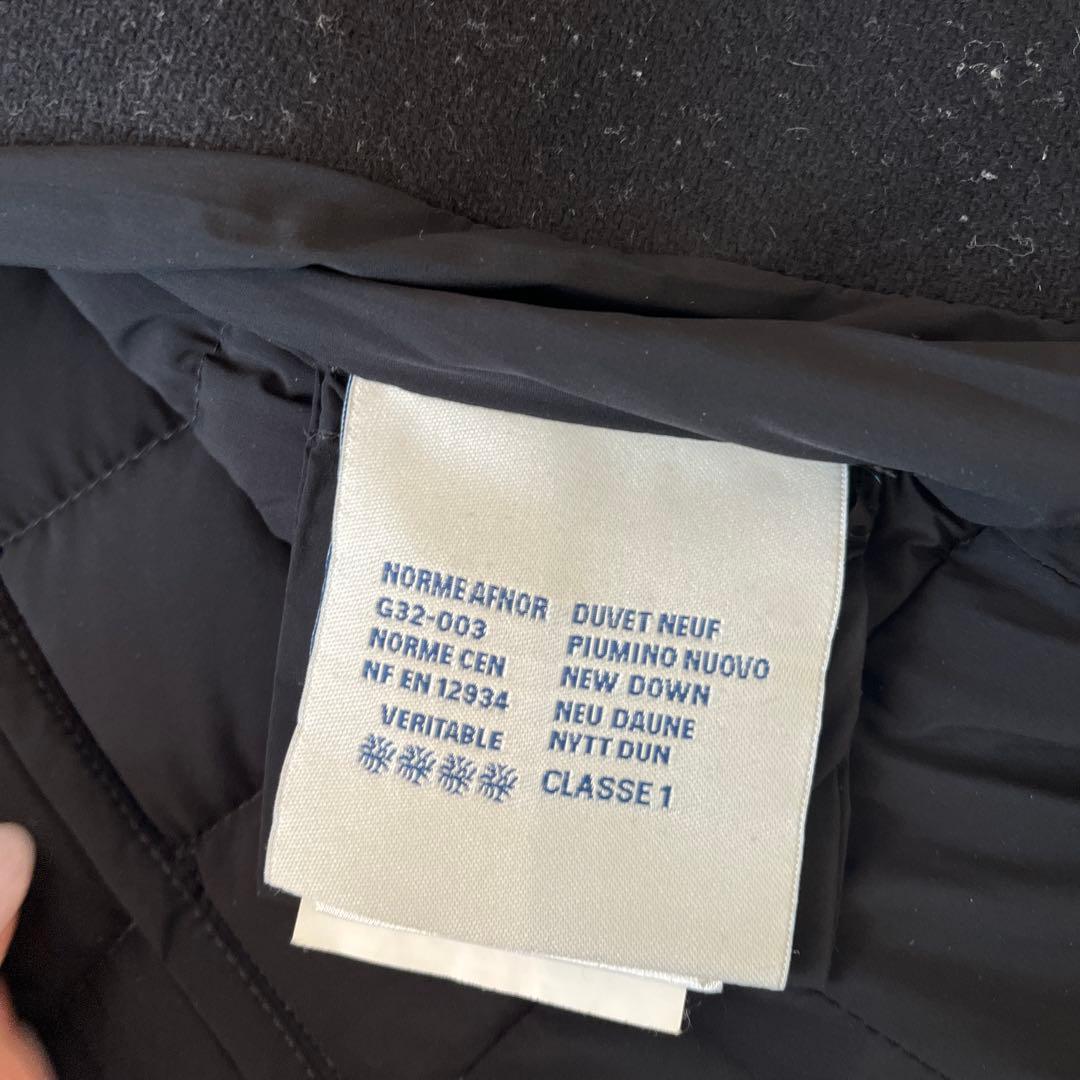 NORME AFNOR
G32-003
NORME CEN
NF EN 12934
VERITABLE
DUVET NEUF
PIUMINO NUOVO
NEW DOWN
NEU DAUNE
NYTT DUN
CLASSE 1